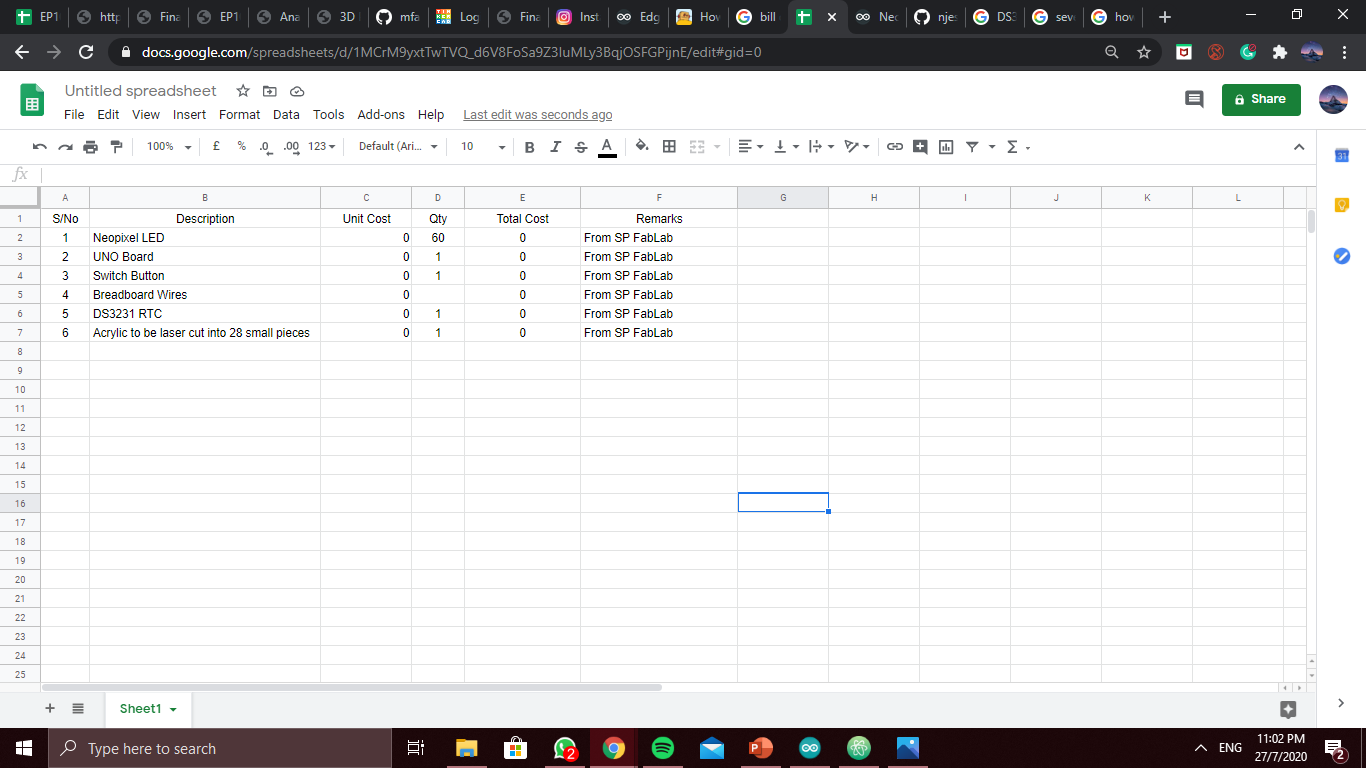 EP1 http Fina EP1 Ana 3D mfa Log Fina Inst Edg Hov bill Nec njes DS3 seve how
docs.google.com/spreadsheets/d/1MCrM9yxtTwTVQ_d6V8FoSa9Z3IuMLy3BqjOSFGPijnE/edit#gid=0
Untitled spreadsheet
Share
File Edit View Insert Format Data Tools Add-ons Help Last edit was seconds ago
100% £ % .0 .00 123 Default (Ari... 10 B I S A Σ
31
fx
A B C D E F G H I J K L
1 S/No Description Unit Cost Qty Total Cost Remarks
2 1 Neopixel LED 0 60 0 From SP FabLab
3 2 UNO Board 0 1 0 From SP FabLab
4 3 Switch Button 0 1 0 From SP FabLab
5 4 Breadboard Wires 0 0 From SP FabLab
6 5 DS3231 RTC 0 1 0 From SP FabLab
7 6 Acrylic to be laser cut into 28 small pieces 0 1 0 From SP FabLab
8
9
10
11
12
13
14
15
16
17
18
19
20
21
22
23
24
25
Sheet1
Type here to search
2
ENG
11:02 PM
27/7/2020
2